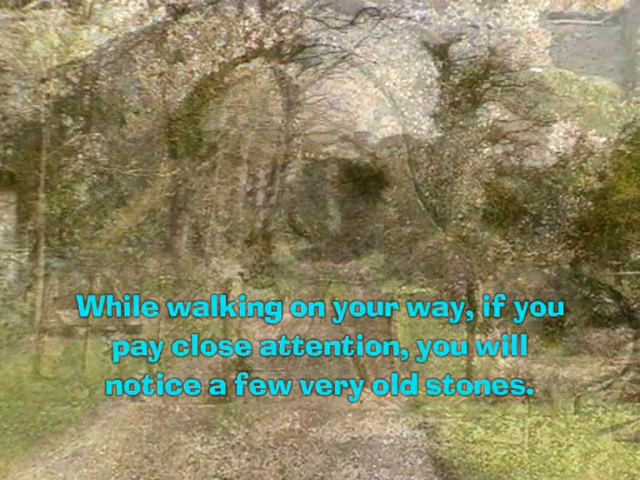 While walking on your way, if you
pay close attention, you will
notice a few very old stones.